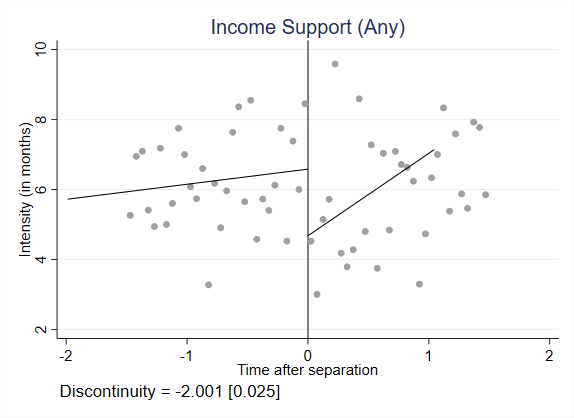 Income Support (Any)
Intensity (in months)
10
8
6
4
2
-2 -1 0 1 2
Time after separation
Discontinuity = -2.001 [0.025]